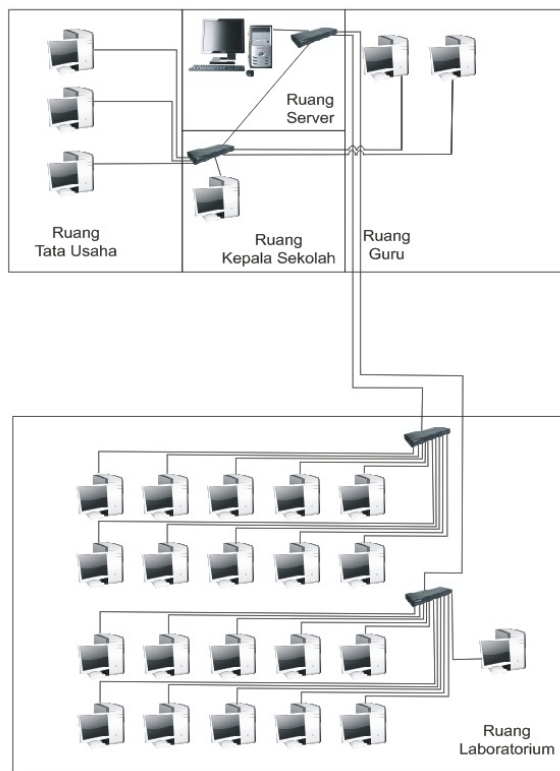 Ruang
Server
Ruang
Tata Usaha
Ruang
Kepala Sekolah
Ruang
Guru
Ruang
Laboratorium